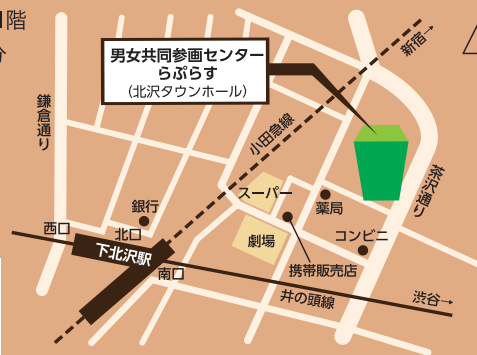 階
分
男女共同参画センター
らぷらす
(北沢タウンホール)
新宿→
鎌倉通り
小田急線
茶沢通り
スーパー
薬局
銀行
西口
北口
劇場
コンビニ
下北沢駅
南口
携帯販売店
井の頭線
渋谷→